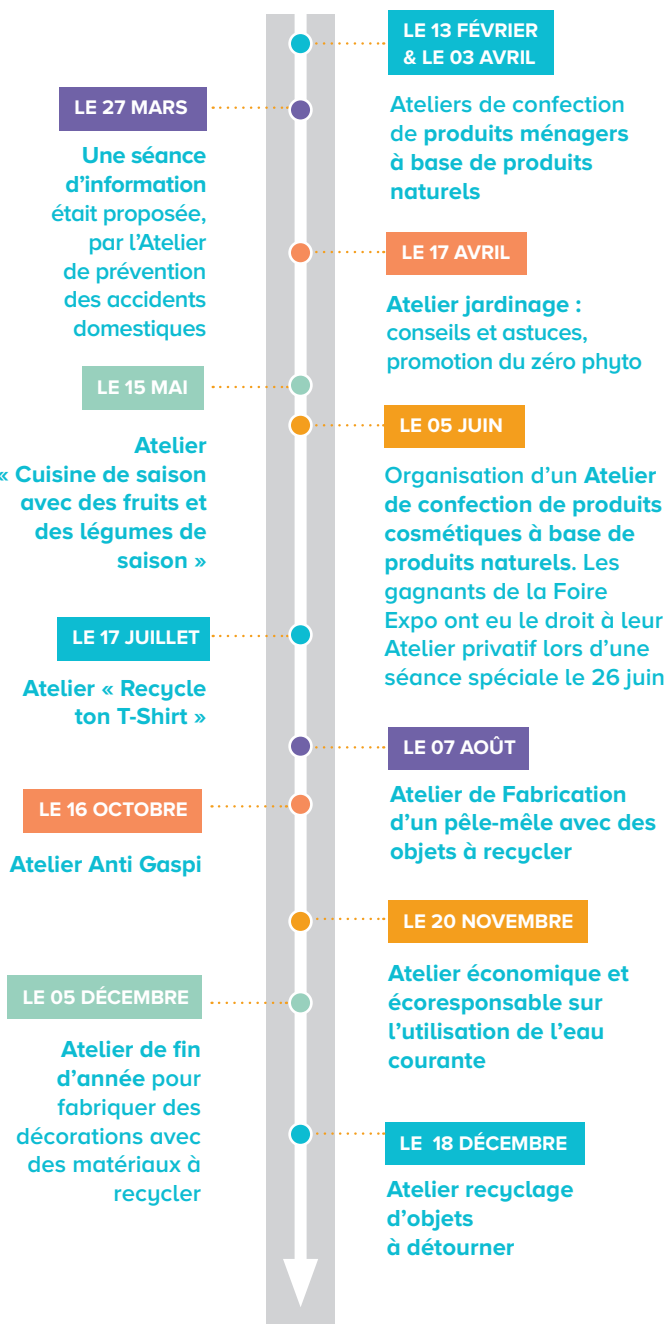 LE 13 FÉVRIER
& LE 03 AVRIL
Ateliers de confection
de produits ménagers
à base de produits
naturels
LE 27 MARS
Une séance
d'information
était proposée,
par l'Atelier
de prévention
des accidents
domestiques
LE 17 AVRIL
Atelier jardinage :
conseils et astuces,
promotion du zéro phyto
LE 15 MAI
Atelier
« Cuisine de saison
avec des fruits et
des légumes de
saison »
LE 05 JUIN
Organisation d'un Atelier
de confection de produits
cosmétiques à base de
produits naturels. Les
gagnants de la Foire
Expo ont eu le droit à leur
Atelier privatif lors d'une
séance spéciale le 26 juin
LE 17 JUILLET
Atelier « Recycle
ton T-Shirt »
LE 07 AOÛT
Atelier de Fabrication
d'un pêle-mêle avec des
objets à recycler
LE 16 OCTOBRE
Atelier Anti Gaspi
LE 20 NOVEMBRE
Atelier économique et
écoresponsable sur
l'utilisation de l'eau
courante
LE 05 DÉCEMBRE
Atelier de fin
d'année pour
fabriquer des
décorations avec
des matériaux à
recycler
LE 18 DÉCEMBRE
Atelier recyclage
d'objets
à détourner